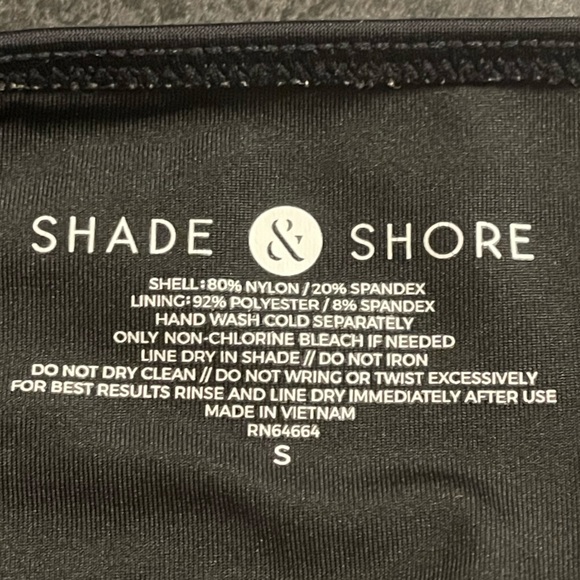 SHADE & SHORE
SHELL: 80% NYLON / 20% SPANDEX
LINING: 92% POLYESTER / 8% SPANDEX
HAND WASH COLD SEPARATELY
ONLY NON-CHLORINE BLEACH IF NEEDED
LINE DRY IN SHADE // DO NOT IRON
DO NOT DRY CLEAN // DO NOT WRING OR TWIST EXCESSIVELY
FOR BEST RESULTS RINSE AND LINE DRY IMMEDIATELY AFTER USE
MADE IN VIETNAM
RN64664
S